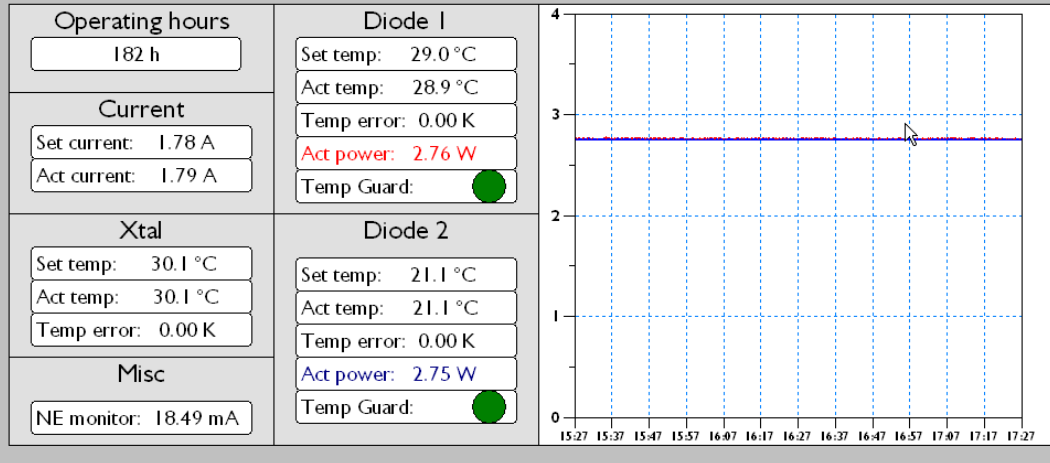 Operating hours
182 h
Current
Set current: 1.78 A
Act current: 1.79 A
Xtal
Set temp: 30.1 °C
Act temp: 30.1 °C
Temp error: 0.00 K
Misc
NE monitor: 18.49 mA
Diode 1
Set temp: 29.0 °C
Act temp: 28.9 °C
Temp error: 0.00 K
Act power: 2.76 W
Temp Guard:
Diode 2
Set temp: 21.1 °C
Act temp: 21.1 °C
Temp error: 0.00 K
Act power: 2.75 W
Temp Guard:
4
3
2
1
0
15:27 15:37 15:47 15:57 16:07 16:17 16:27 16:37 16:47 16:57 17:07 17:17 17:27